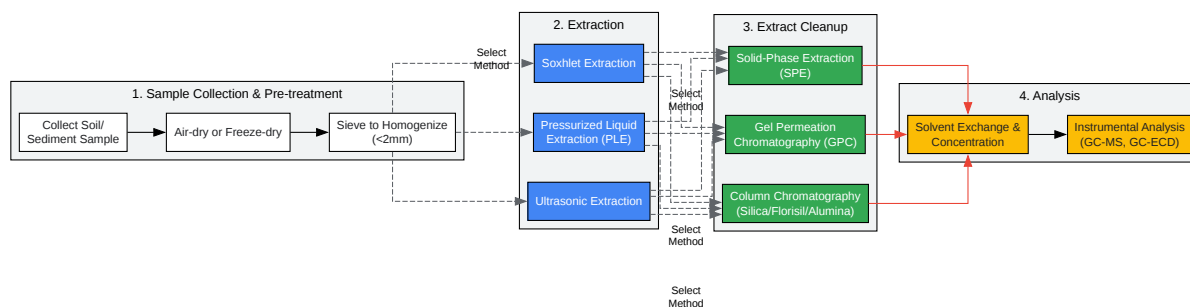 1. Sample Collection & Pre-treatment
Collect Soil/
Sediment Sample
Air-dry or Freeze-dry
Sieve to Homogenize
(<2mm)
Select
Method
2. Extraction
Soxhlet Extraction
Pressurized Liquid
Extraction (PLE)
Ultrasonic Extraction
Select
Method
Select
Method
Select
Method
Select
Method
3. Extract Cleanup
Solid-Phase Extraction
(SPE)
Gel Permeation
Chromatography (GPC)
Column Chromatography
(Silica/Florisil/Alumina)
4. Analysis
Solvent Exchange &
Concentration
Instrumental Analysis
(GC-MS, GC-ECD)